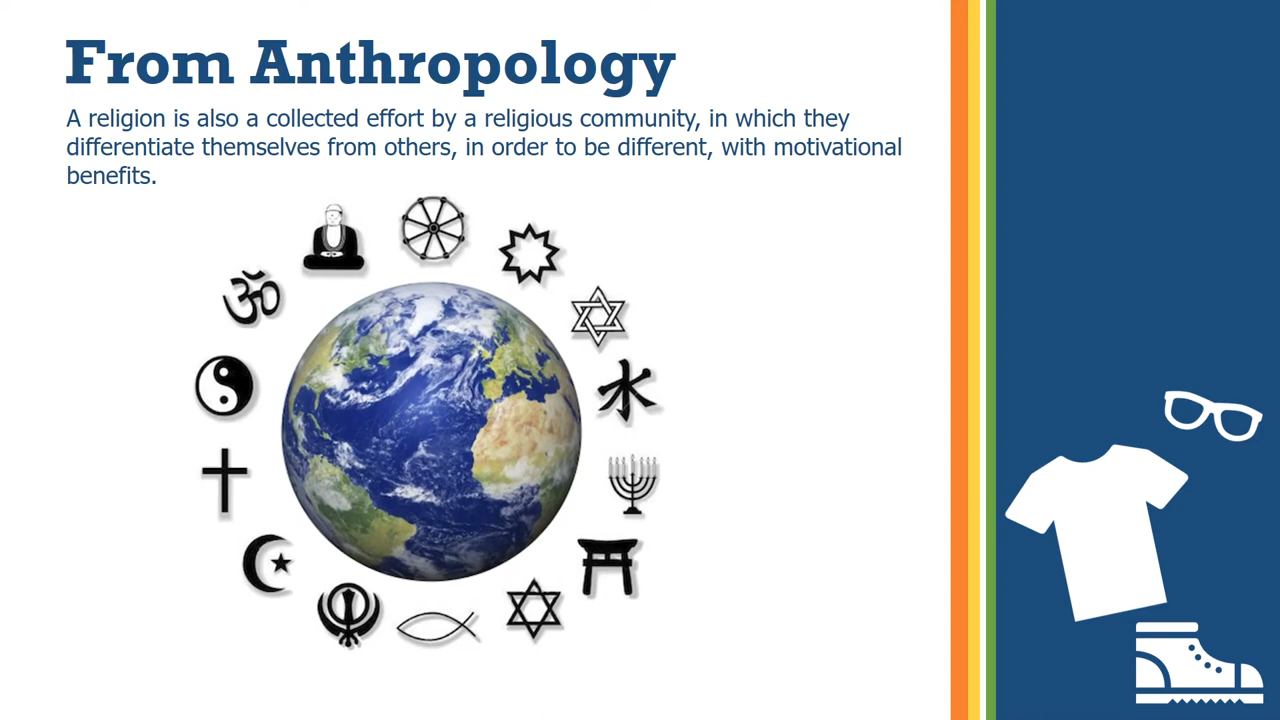 From Anthropology
A religion is also a collected effort by a religious community, in which they
differentiate themselves from others, in order to be different, with motivational
benefits.